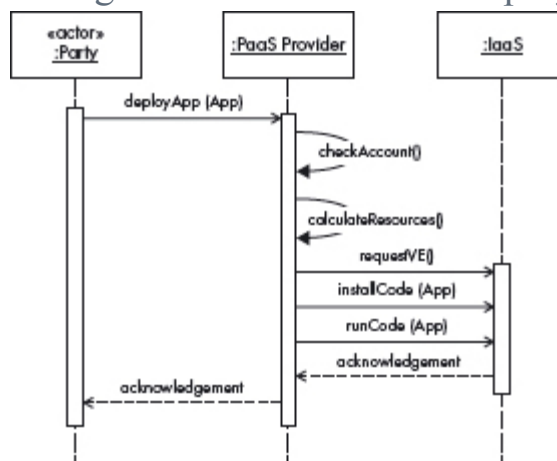 «actor»
:Party
:PaaS Provider
:IaaS
deployApp (App)
checkAccount()
calculateResources()
requestVE()
installCode (App)
runCode (App)
acknowledgement
acknowledgement